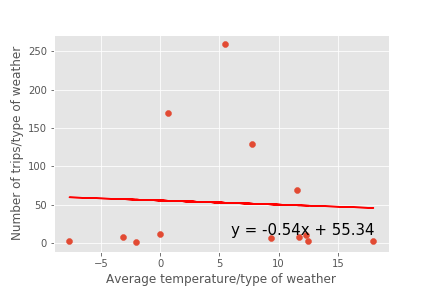 Number of trips/type of weather
250
200
150
100
50
0
y = -0.54x + 55.34
−5 0 5 10 15
Average temperature/type of weather